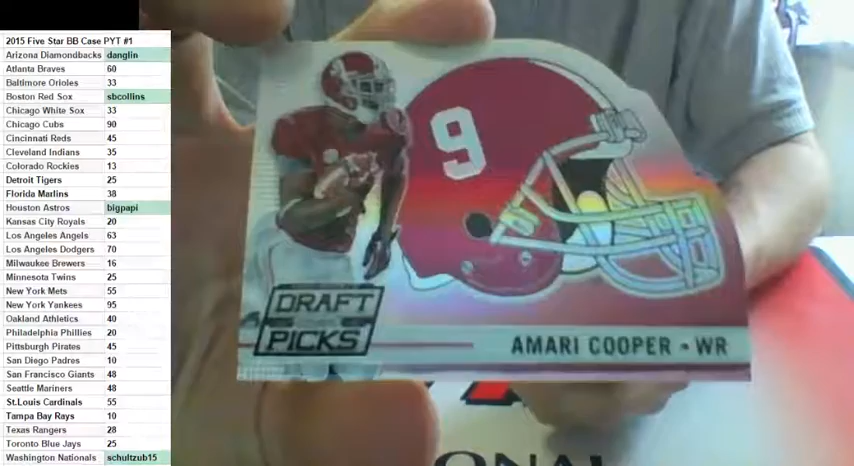 2015 Five Star BB Case PYT #1
Arizona Diamondbacks danglin
Atlanta Braves 60
Baltimore Orioles 33
Boston Red Sox sbcollins
Chicago White Sox 33
Chicago Cubs 90
Cincinnati Reds 45
Cleveland Indians 35
Colorado Rockies 13
Detroit Tigers 25
Florida Marlins 38
Houston Astros bigpapi
Kansas City Royals 20
Los Angeles Angels 63
Los Angeles Dodgers 70
Milwaukee Brewers 16
Minnesota Twins 25
New York Mets 55
New York Yankees 95
Oakland Athletics 40
Philadelphia Phillies 20
Pittsburgh Pirates 45
San Diego Padres 10
San Francisco Giants 48
Seattle Mariners 48
St.Louis Cardinals 55
Tampa Bay Rays 10
Texas Rangers 28
Toronto Blue Jays 25
Washington Nationals schultzub15
9
DRAFT
PICKS
AMARI COOPER - WR
ONAL